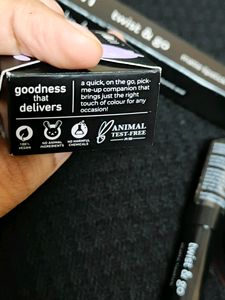 twist & go
goodness
that
delivers
a quick, on the go, pick-
me-up companion that
brings just the right
touch of colour for any
occasion!
100%
VEGAN
NO ANIMAL
INGREDIENTS
NO HARMFUL
CHEMICALS
ANIMAL
TEST-FREE
twist & go